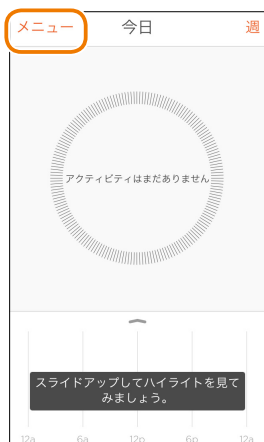 メニュー 今日 週
アクティビティはまだありません
スライドアップしてハイライトを見て
みましょう。
12a 6a 12p 6p 12a